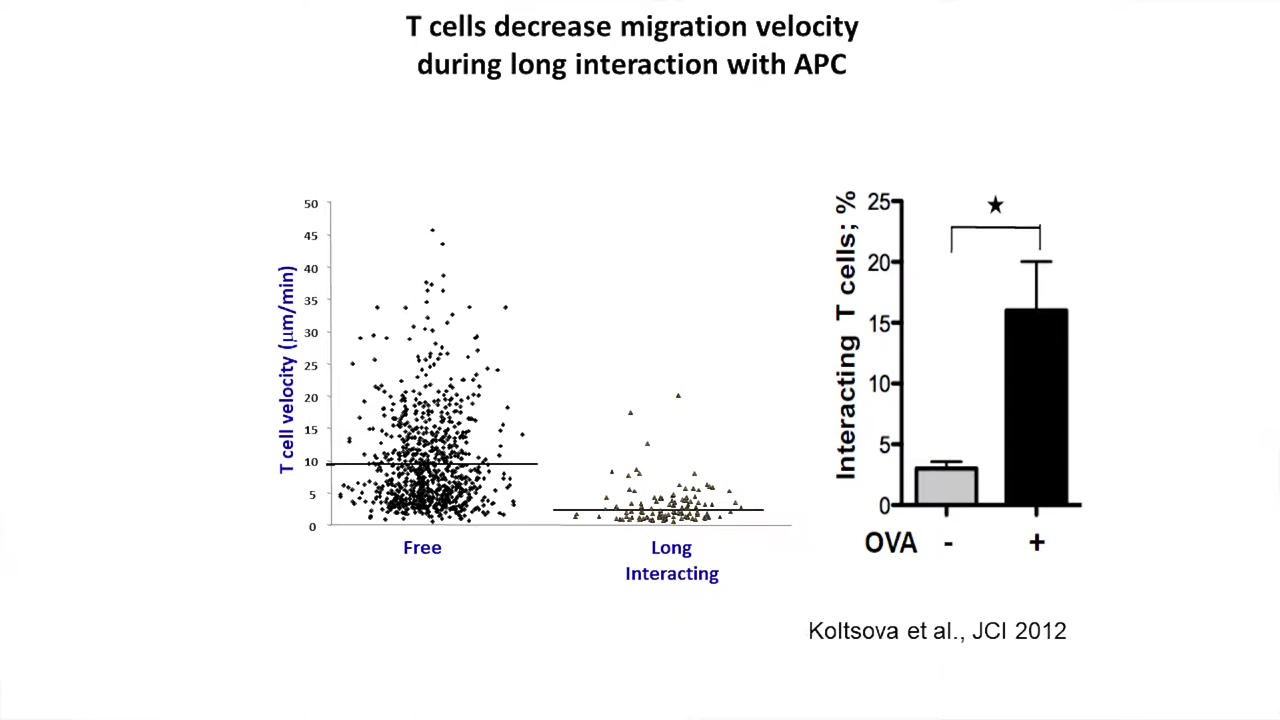 T cells decrease migration velocity
during long interaction with APC
T cell velocity (μm/min)
50
45
40
35
30
25
20
15
10
5
0
Free
Long
Interacting
Interacting T cells; %
25
20
15
10
5
0
★
OVA - +
Koltsova et al., JCI 2012